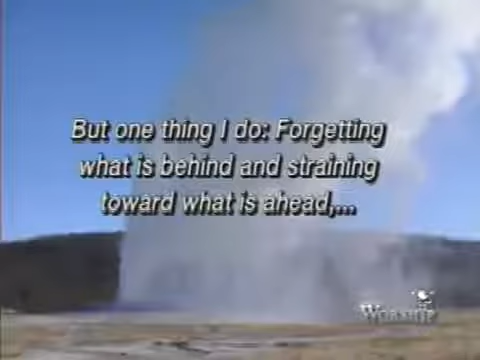 But one thing I do: Forgetting
what is behind and straining
toward what is ahead,...
WORSHIP